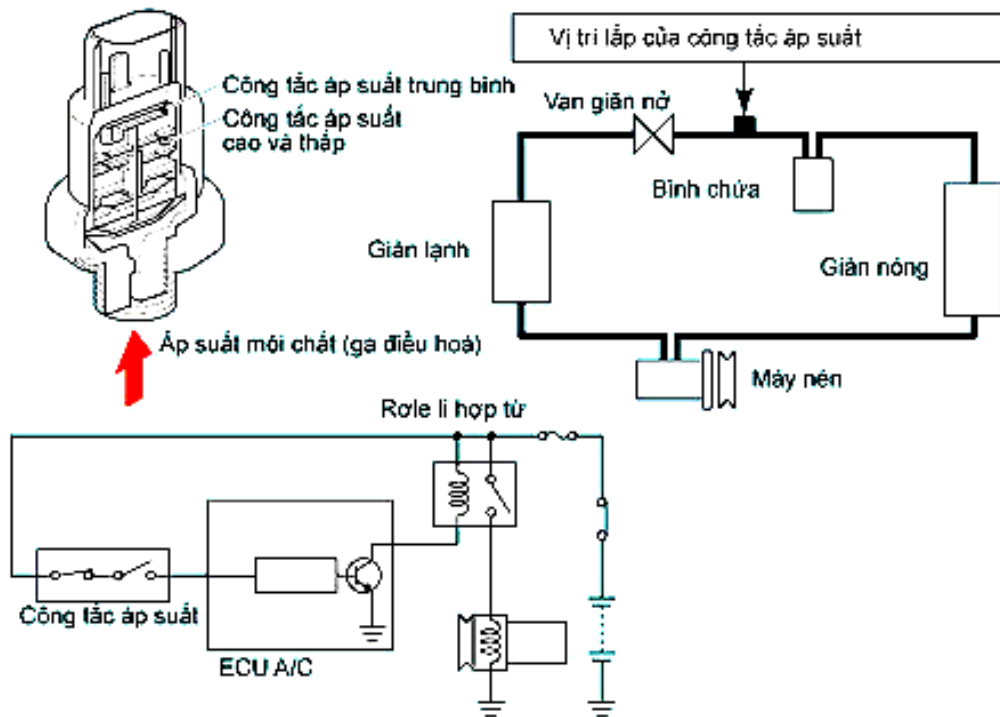 Vị trí lắp của công tắc áp suất
Công tắc áp suất trung bình
Công tắc áp suất
cao và thấp
Van giãn nở
Bình chứa
Giàn lạnh
Giàn nóng
Áp suất môi chất (ga điều hoà)
Máy nén
Rơle li hợp từ
Công tắc áp suất
ECU A/C